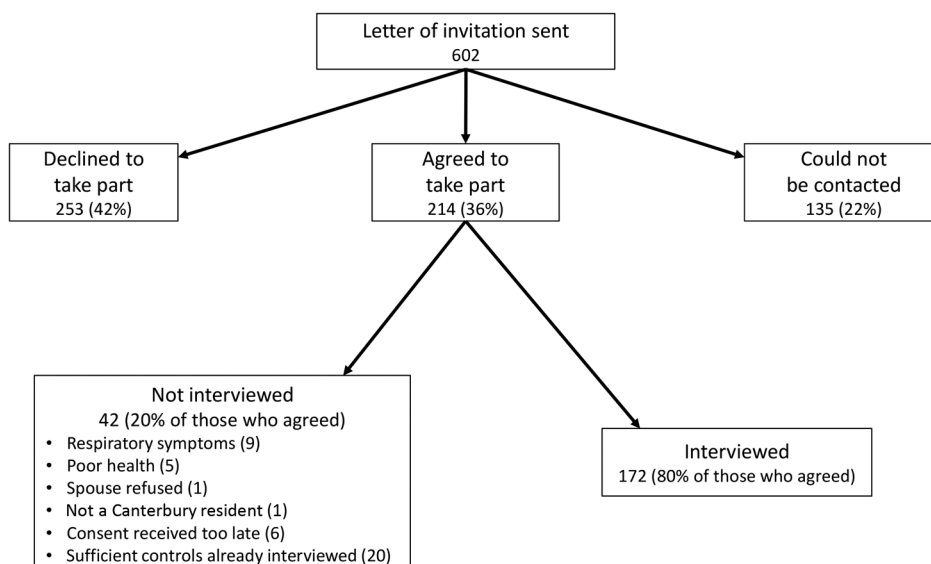 Letter of invitation sent
602
Declined to
take part
253 (42%)
Agreed to
take part
214 (36%)
Could not
be contacted
135 (22%)
Not interviewed
42 (20% of those who agreed)
• Respiratory symptoms (9)
• Poor health (5)
• Spouse refused (1)
• Not a Canterbury resident (1)
• Consent received too late (6)
• Sufficient controls already interviewed (20)
Interviewed
172 (80% of those who agreed)